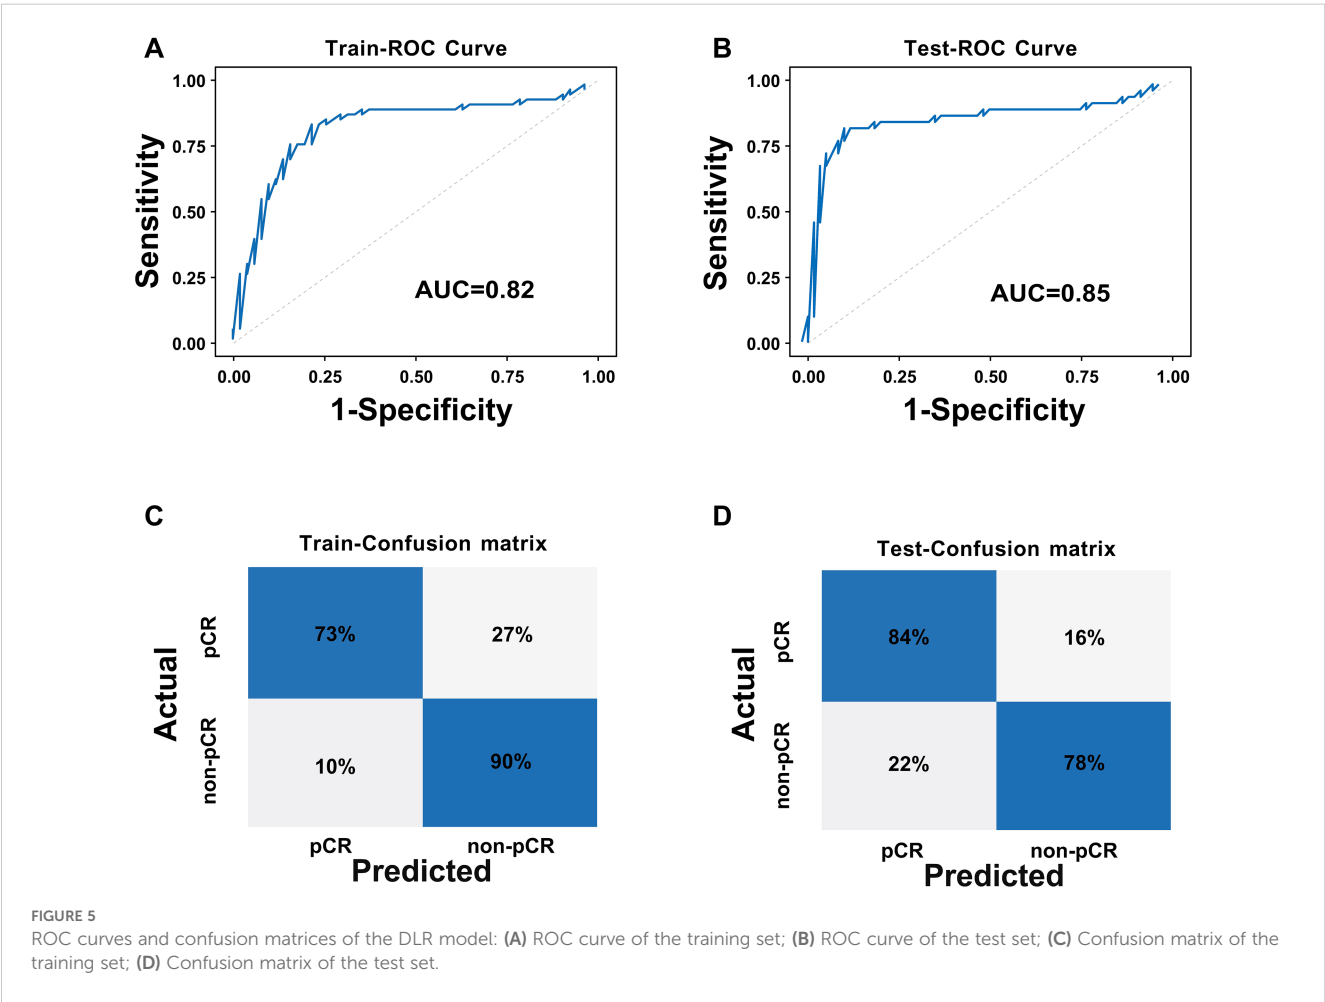 A
Train-ROC Curve
Sensitivity
1.00
0.75
0.50
0.25
0.00
AUC=0.82
0.00 0.25 0.50 0.75 1.00
1-Specificity
B
Test-ROC Curve
Sensitivity
1.00
0.75
0.50
0.25
0.00
AUC=0.85
0.00 0.25 0.50 0.75 1.00
1-Specificity
C
Train-Confusion matrix
Actual
pCR
73% 27%
non-pCR
10% 90%
pCR non-pCR
Predicted
D
Test-Confusion matrix
Actual
pCR
84% 16%
non-pCR
22% 78%
pCR non-pCR
Predicted
FIGURE 5
ROC curves and confusion matrices of the DLR model: (A) ROC curve of the training set; (B) ROC curve of the test set; (C) Confusion matrix of the
training set; (D) Confusion matrix of the test set.